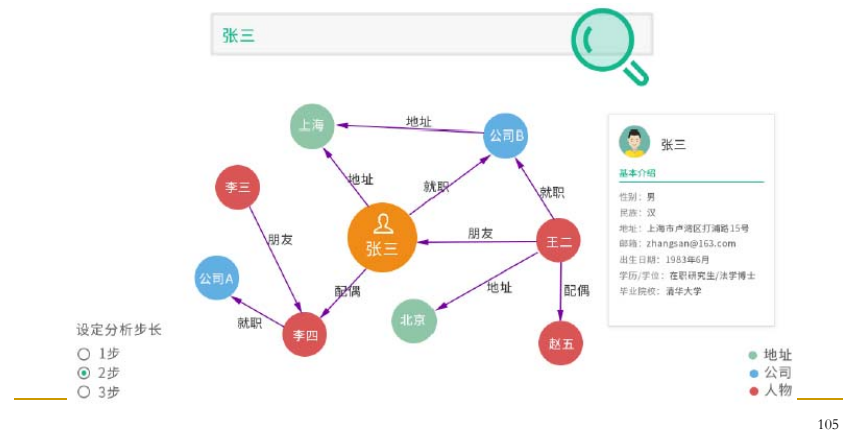 张三
上海
地址
公司B
李三
地址
就职
就职
张三
朋友
朋友
王二
公司A
配偶
地址
配偶
就职
李四
北京
赵五
张三
基本介绍
性别：男
民族：汉
地址：上海市卢湾区打浦路15号
邮箱：zhangsan@163.com
出生日期：1983年6月
学历/学位：在职研究生/法学博士
毕业院校：清华大学
设定分析步长
1步
2步
3步
地址
公司
人物
105